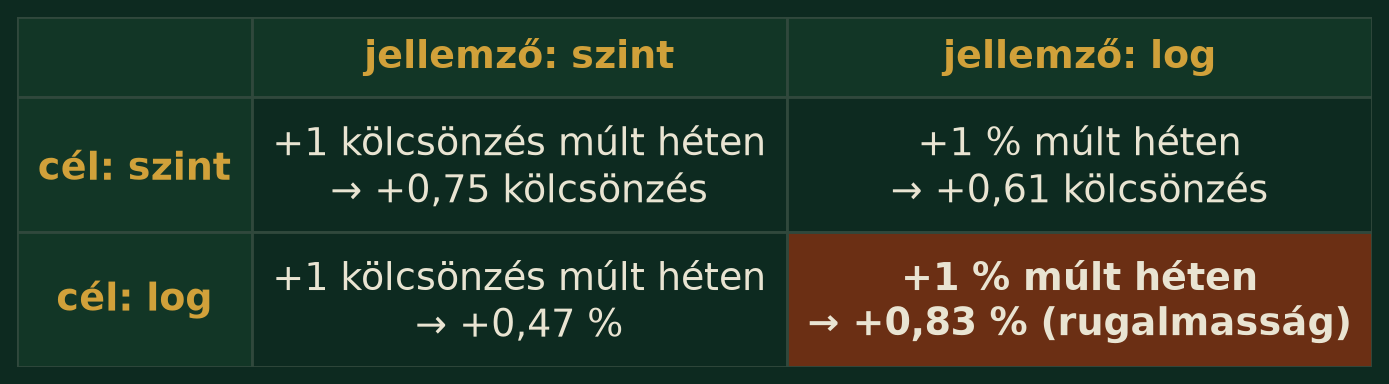 jellemző: szint
jellemző: log
cél: szint
+1 kölcsönzés múlt héten
→ +0,75 kölcsönzés
+1 % múlt héten
→ +0,61 kölcsönzés
cél: log
+1 kölcsönzés múlt héten
→ +0,47 %
+1 % múlt héten
→ +0,83 % (rugalmasság)